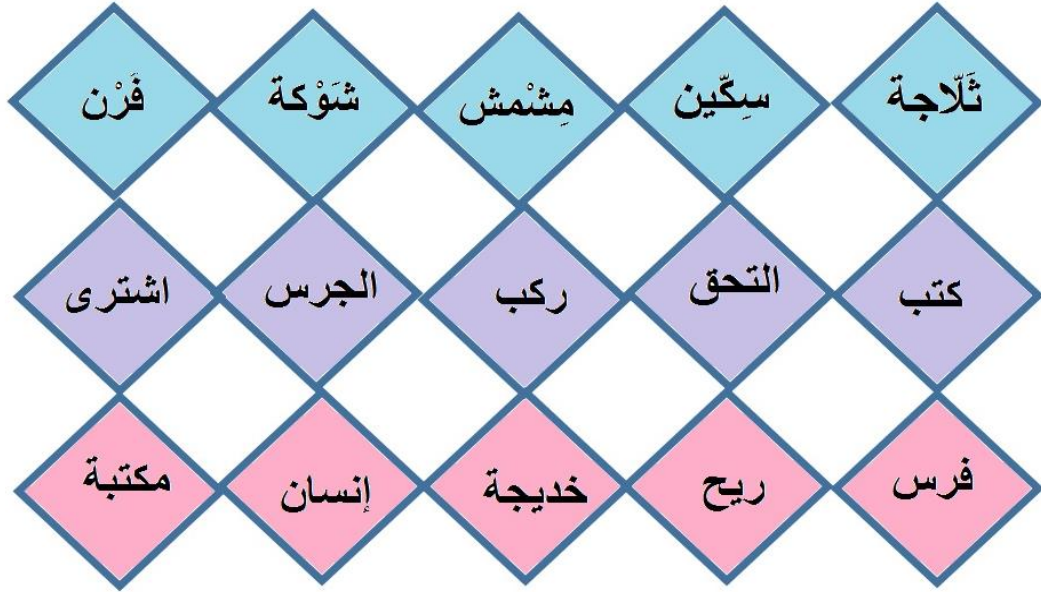 ثَلّاجة سِكّين مِشْمش شَوْكة فَرْن
كتب التحق ركب الجرس اشترى
فرس ريح خديجة إنسان مكتبة